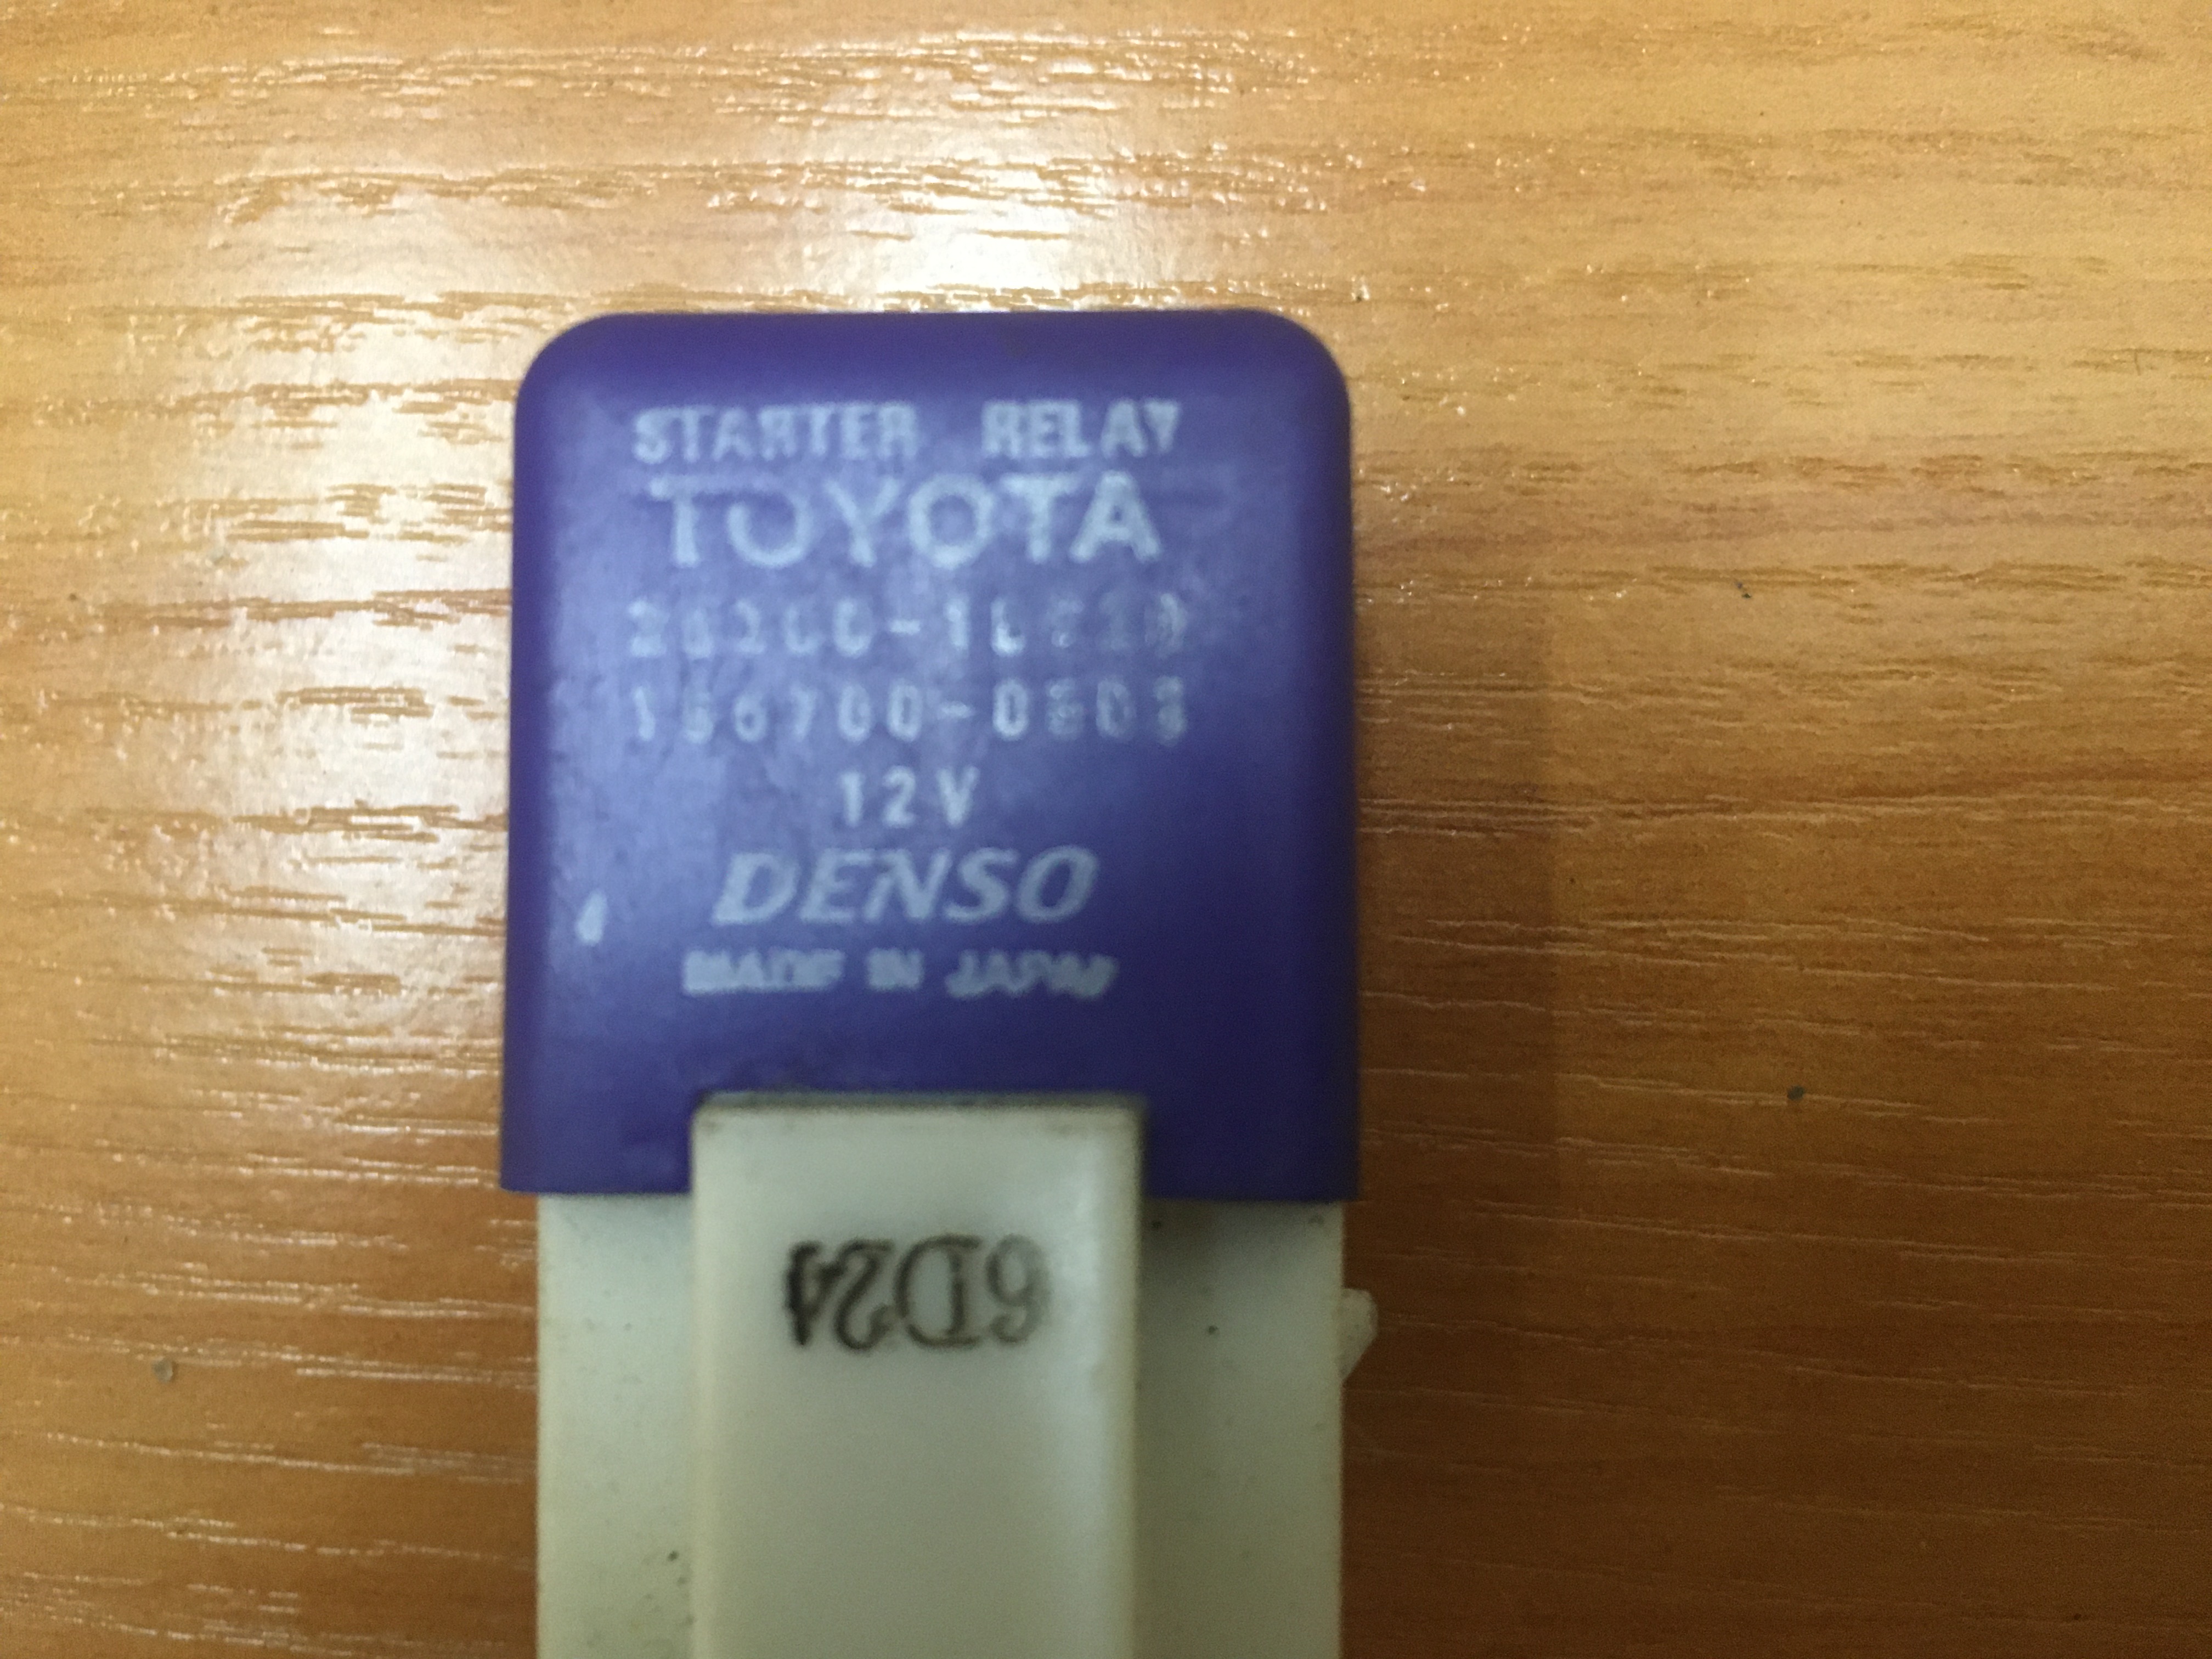 STARTER RELAY
TOYOTA
12V
DENSO
MADE IN JAPAN
6D24